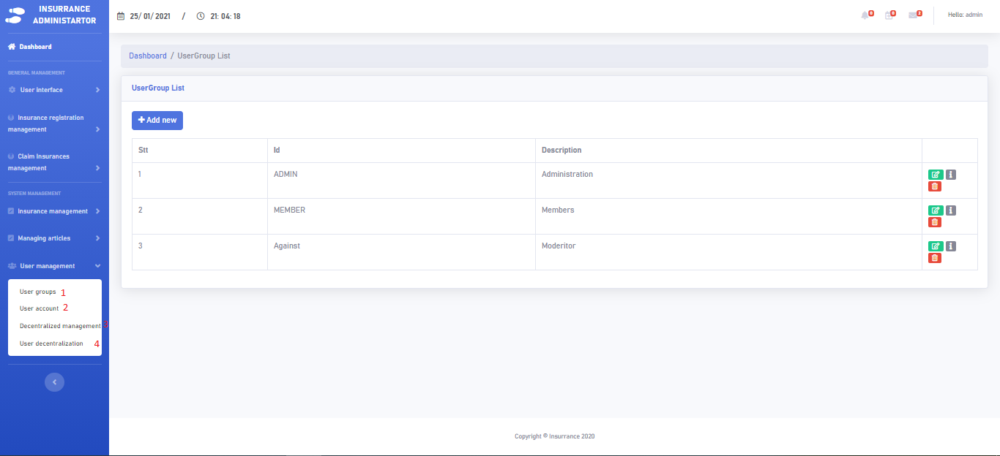 INSURRANCE
ADMINISTARTOR
25/ 01/ 2021 / 21: 04: 18
0 8 2 Hello: admin
Dashboard
GENERAL MANAGEMENT
User interface
Insurance registration
management
Claim Insurances
management
SYSTEM MANAGEMENT
Insurance management
Managing articles
User management
User groups 1
User account 2
Decentralized management 3
User decentralization 4
Dashboard / UserGroup List
UserGroup List
Add new
Stt Id Description
1 ADMIN Administration
2 MEMBER Members
3 Against Moderitor
Copyright © Insurrance 2020